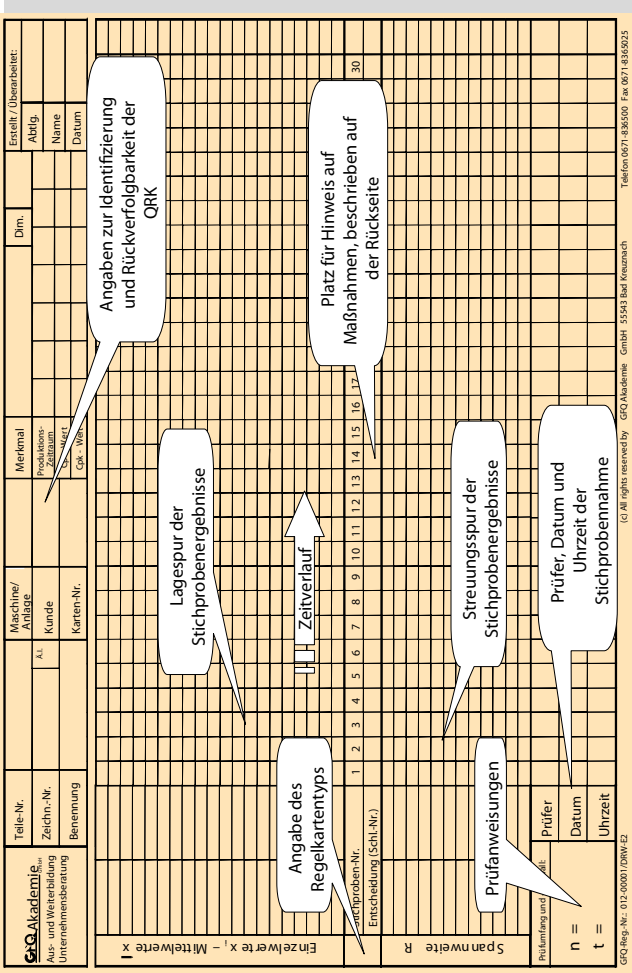 GFQ Akademie
Aus- und Weiterbildung
Unternehmensberatung
Teile-Nr.
Zeichn.-Nr.
Benennung
Ä.I.
Maschine/
Anlage
Kunde
Karten-Nr.
Merkmal
Produktions-
Zeitraum
Wert
Cpk - Wert
Dim.
Erstellt / Überarbeitet:
Abtlg.
Name
Datum
Angaben zur Identifizierung
und Rückverfolgbarkeit der
QRK
Einzelwerte xᵢ – Mittelwerte x̄
Lagespur der
Stichprobenergebnisse
Zeitverlauf
Platz für Hinweis auf
Maßnahmen, beschrieben auf
der Rückseite
Angabe des
Regelkartentyps
Stichproben-Nr.
1 2 3 4 5 6 7 8 9 10 11 12 13 14 15 16 17 30
Entscheidung (Schl.-Nr.)
Spannweite R
Streuungsspur der
Stichprobenergebnisse
Prüfanweisungen
Prüfer, Datum und
Uhrzeit der
Stichprobennahme
Prüfumfang und
n =
t =
Prüfer
Datum
Uhrzeit
GFQ-Reg.-Nr.: 012-00001/DRW-E2
(c) All rights reserved by GFQ Akademie GmbH 55543 Bad Kreuznach
Telefon 0671-836500 Fax 0671-8365025